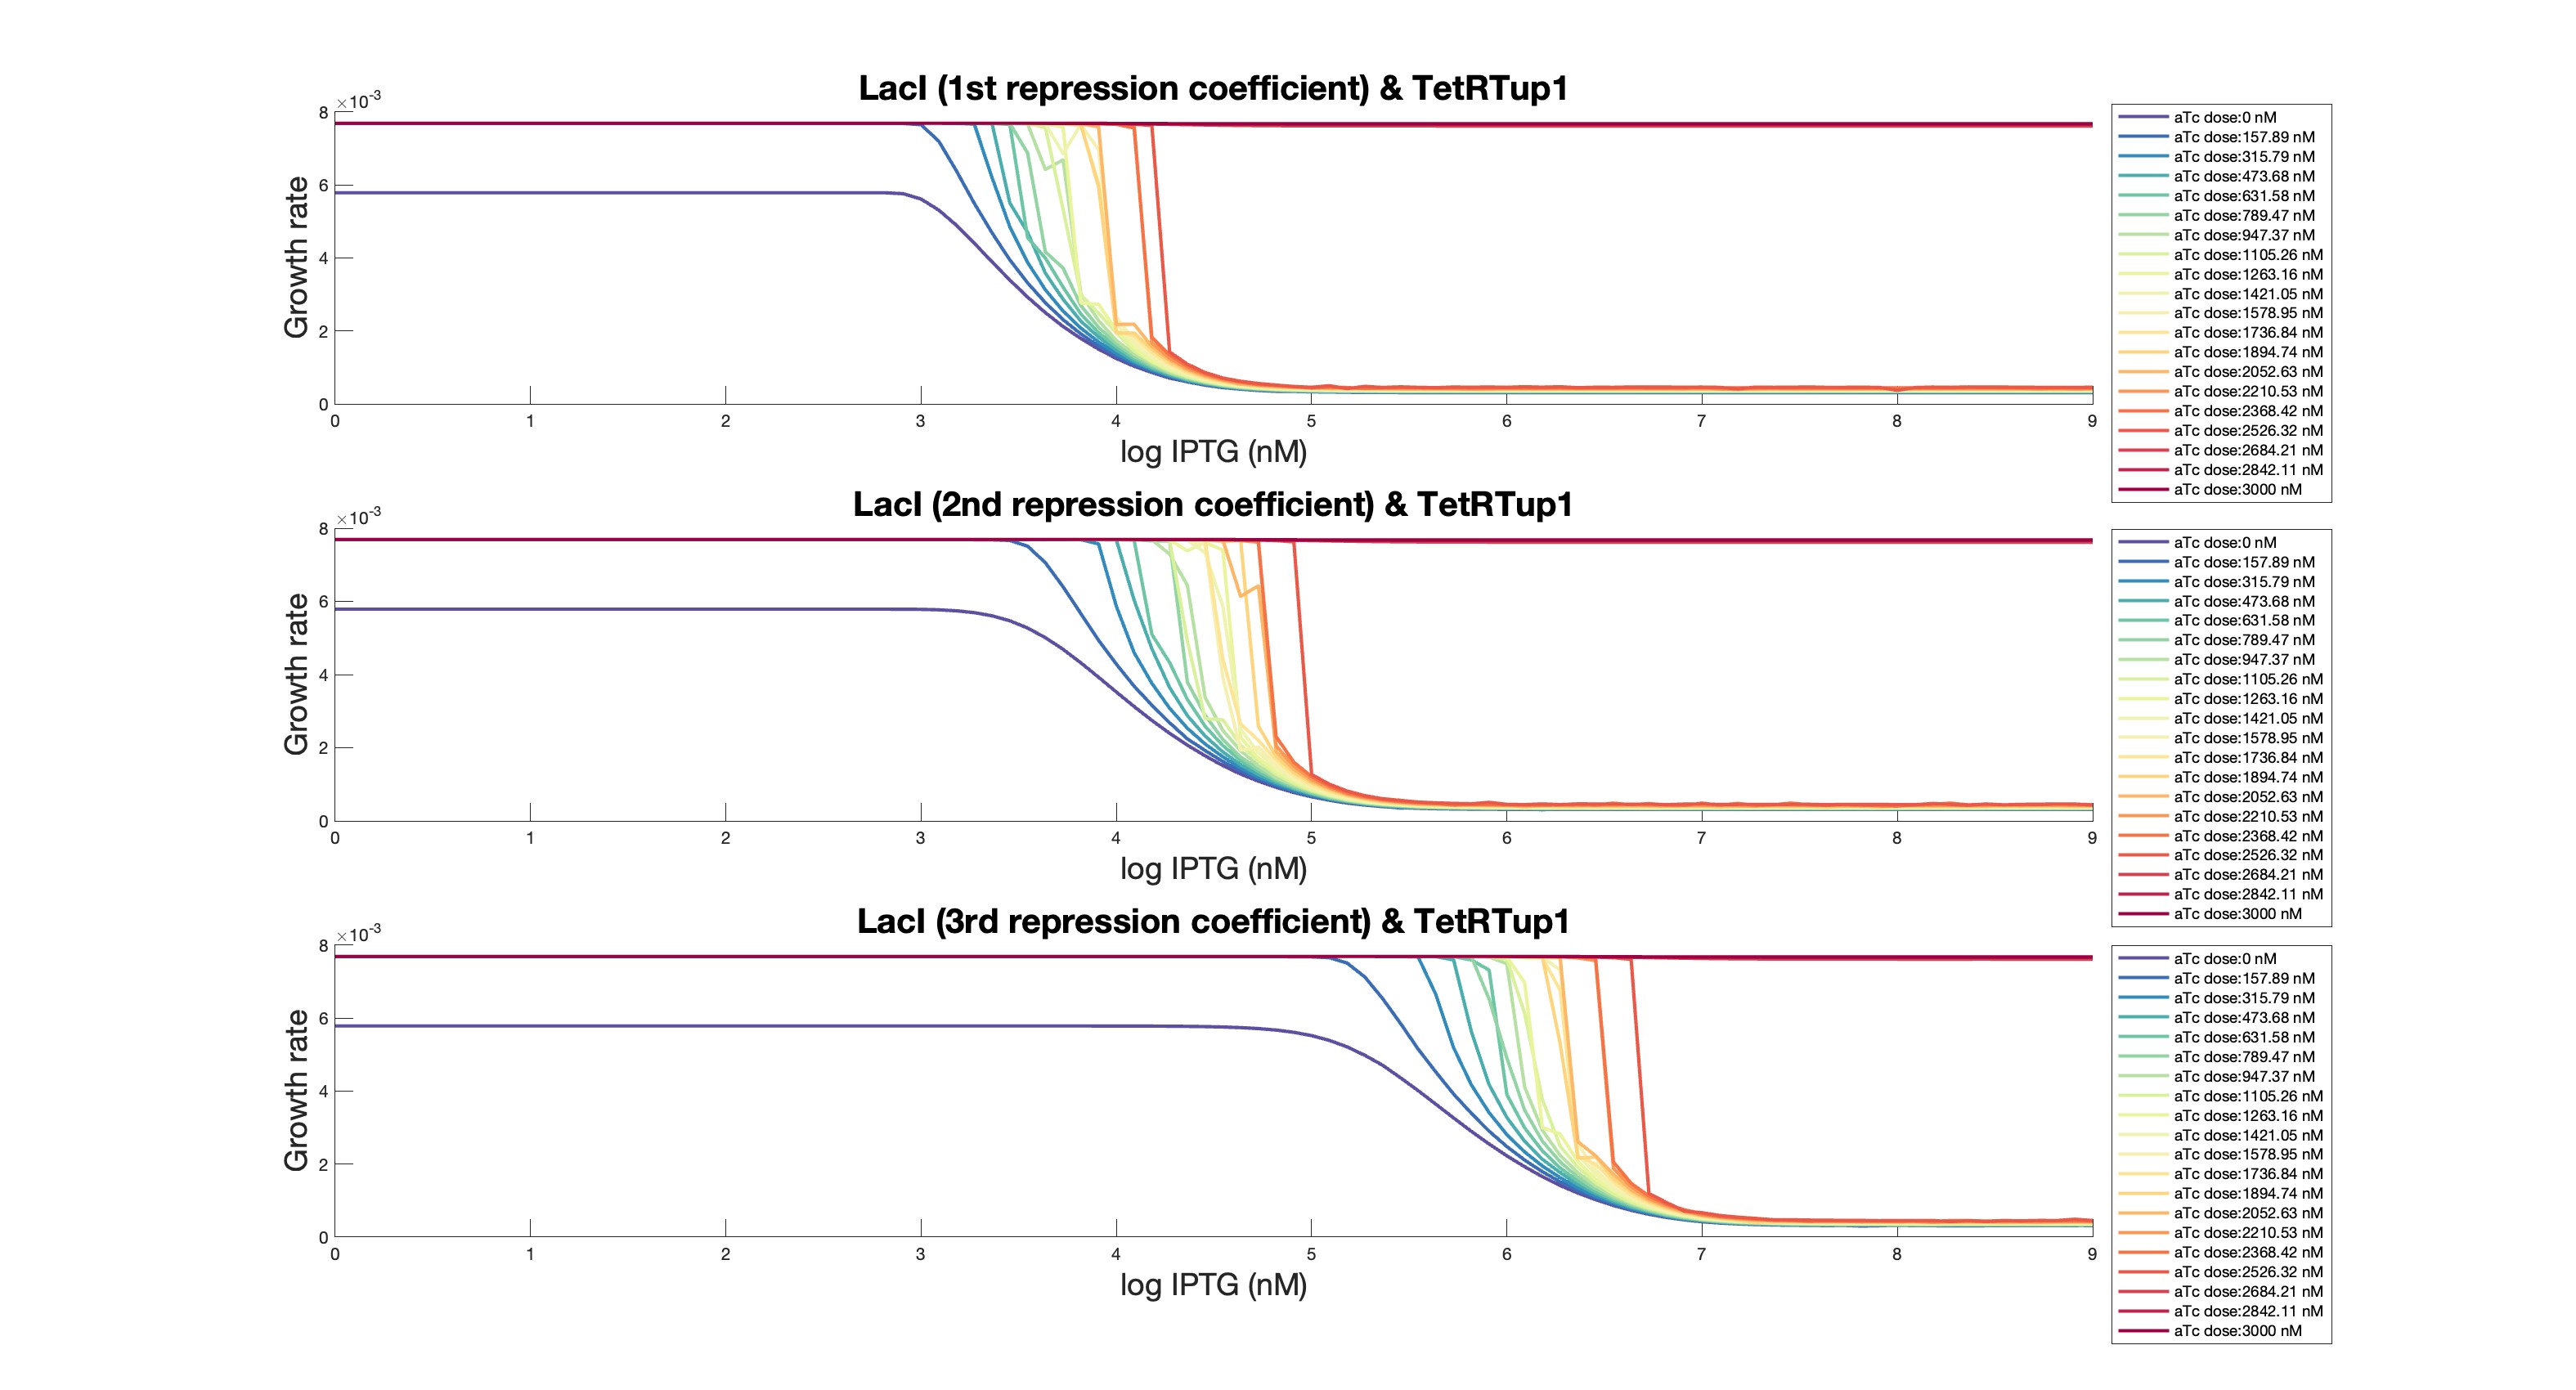 LacI (1st repression coefficient) & TetRTup1
×10-3
8
6
4
2
0
Growth rate
0 1 2 3 4 5 6 7 8 9
log IPTG (nM)
aTc dose:0 nM
aTc dose:157.89 nM
aTc dose:315.79 nM
aTc dose:473.68 nM
aTc dose:631.58 nM
aTc dose:789.47 nM
aTc dose:947.37 nM
aTc dose:1105.26 nM
aTc dose:1263.16 nM
aTc dose:1421.05 nM
aTc dose:1578.95 nM
aTc dose:1736.84 nM
aTc dose:1894.74 nM
aTc dose:2052.63 nM
aTc dose:2210.53 nM
aTc dose:2368.42 nM
aTc dose:2526.32 nM
aTc dose:2684.21 nM
aTc dose:2842.11 nM
aTc dose:3000 nM
LacI (2nd repression coefficient) & TetRTup1
×10-3
8
6
4
2
0
Growth rate
0 1 2 3 4 5 6 7 8 9
log IPTG (nM)
aTc dose:0 nM
aTc dose:157.89 nM
aTc dose:315.79 nM
aTc dose:473.68 nM
aTc dose:631.58 nM
aTc dose:789.47 nM
aTc dose:947.37 nM
aTc dose:1105.26 nM
aTc dose:1263.16 nM
aTc dose:1421.05 nM
aTc dose:1578.95 nM
aTc dose:1736.84 nM
aTc dose:1894.74 nM
aTc dose:2052.63 nM
aTc dose:2210.53 nM
aTc dose:2368.42 nM
aTc dose:2526.32 nM
aTc dose:2684.21 nM
aTc dose:2842.11 nM
aTc dose:3000 nM
LacI (3rd repression coefficient) & TetRTup1
×10-3
8
6
4
2
0
Growth rate
0 1 2 3 4 5 6 7 8 9
log IPTG (nM)
aTc dose:0 nM
aTc dose:157.89 nM
aTc dose:315.79 nM
aTc dose:473.68 nM
aTc dose:631.58 nM
aTc dose:789.47 nM
aTc dose:947.37 nM
aTc dose:1105.26 nM
aTc dose:1263.16 nM
aTc dose:1421.05 nM
aTc dose:1578.95 nM
aTc dose:1736.84 nM
aTc dose:1894.74 nM
aTc dose:2052.63 nM
aTc dose:2210.53 nM
aTc dose:2368.42 nM
aTc dose:2526.32 nM
aTc dose:2684.21 nM
aTc dose:2842.11 nM
aTc dose:3000 nM